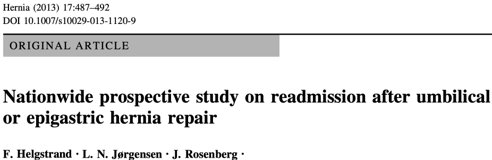 Hernia (2013) 17:487–492
DOI 10.1007/s10029-013-1120-9
ORIGINAL ARTICLE
Nationwide prospective study on readmission after umbilical
or epigastric hernia repair
F. Helgstrand · L. N. Jørgensen · J. Rosenberg ·